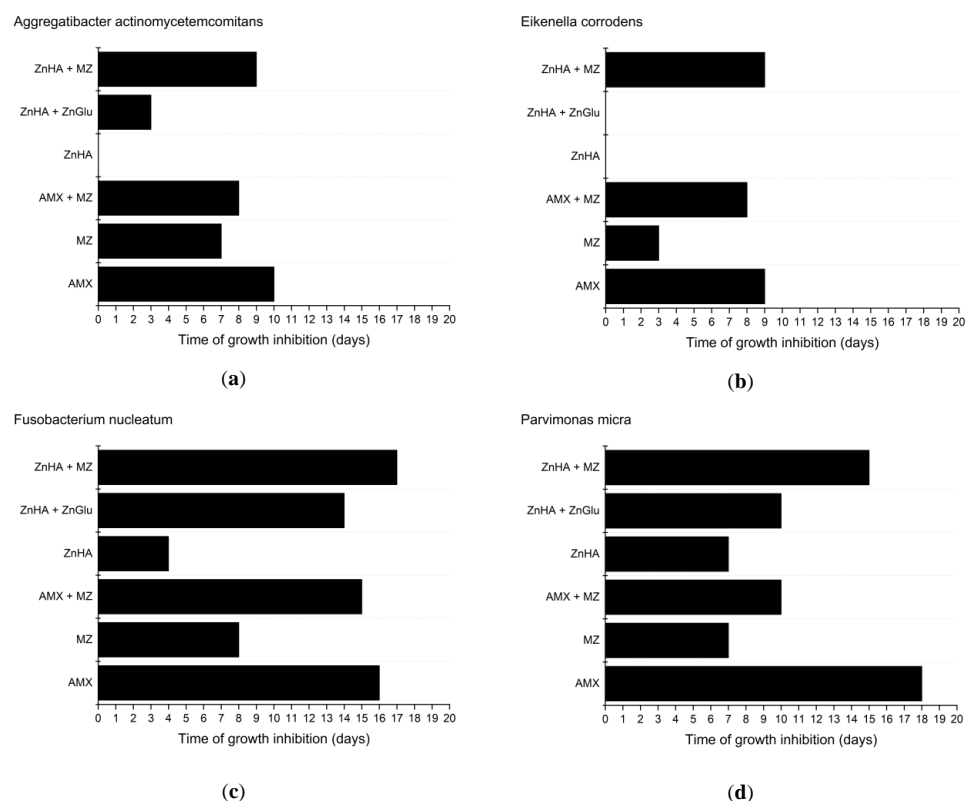 Aggregatibacter actinomycetemcomitans
ZnHA + MZ
ZnHA + ZnGlu
ZnHA
AMX + MZ
MZ
AMX
0 1 2 3 4 5 6 7 8 9 10 11 12 13 14 15 16 17 18 19 20
Time of growth inhibition (days)
(a)
Eikenella corrodens
ZnHA + MZ
ZnHA + ZnGlu
ZnHA
AMX + MZ
MZ
AMX
0 1 2 3 4 5 6 7 8 9 10 11 12 13 14 15 16 17 18 19 20
Time of growth inhibition (days)
(b)
Fusobacterium nucleatum
ZnHA + MZ
ZnHA + ZnGlu
ZnHA
AMX + MZ
MZ
AMX
0 1 2 3 4 5 6 7 8 9 10 11 12 13 14 15 16 17 18 19 20
Time of growth inhibition (days)
(c)
Parvimonas micra
ZnHA + MZ
ZnHA + ZnGlu
ZnHA
AMX + MZ
MZ
AMX
0 1 2 3 4 5 6 7 8 9 10 11 12 13 14 15 16 17 18 19 20
Time of growth inhibition (days)
(d)